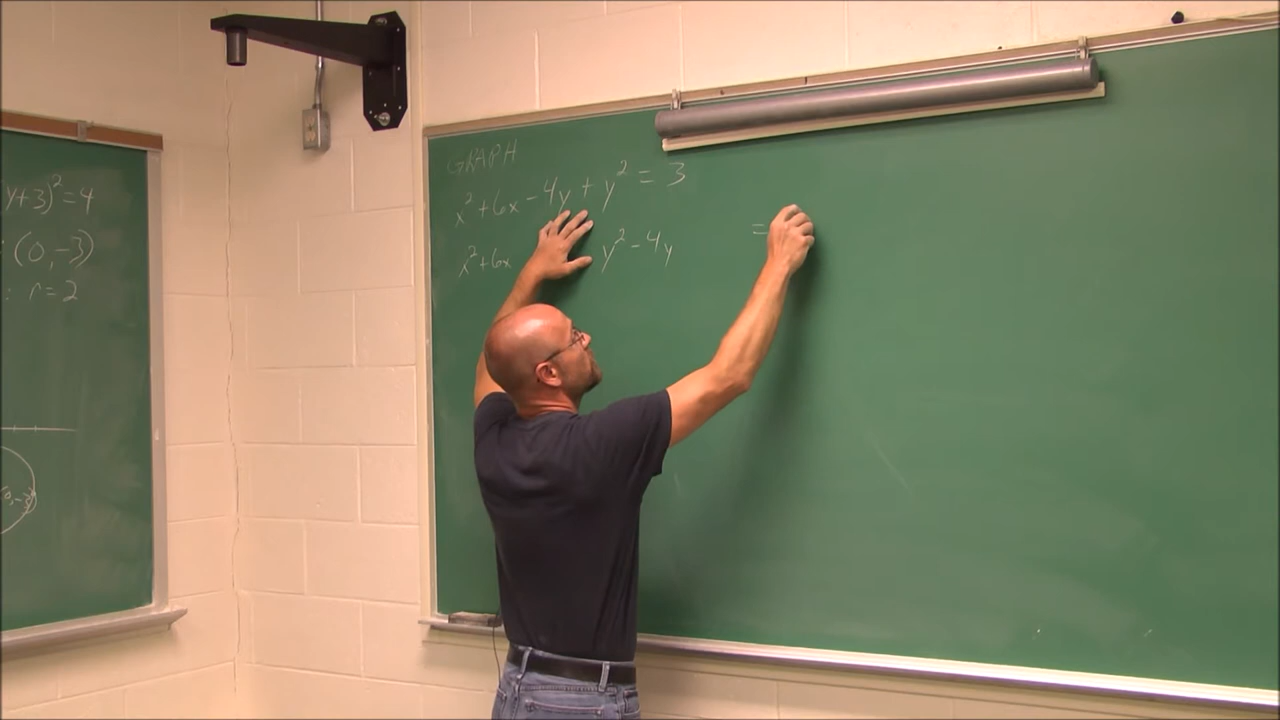 y+3)²=4
(0, -3)
: r=2
GRAPH
x²+6x-4y+y²=3
x²+6x y²-4y =